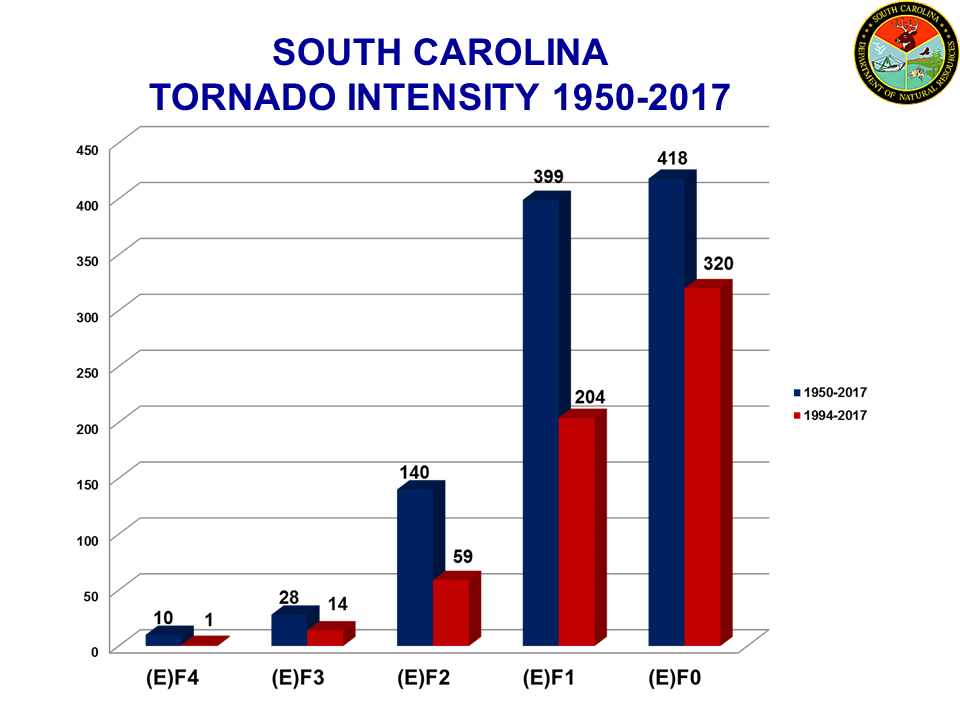 SOUTH CAROLINA
TORNADO INTENSITY 1950-2017
SOUTH CAROLINA
DEPARTMENT OF NATURAL RESOURCES
450
400
350
300
250
200
150
100
50
0
10
1
28
14
140
59
399
204
418
320
(E)F4
(E)F3
(E)F2
(E)F1
(E)F0
1950-2017
1994-2017